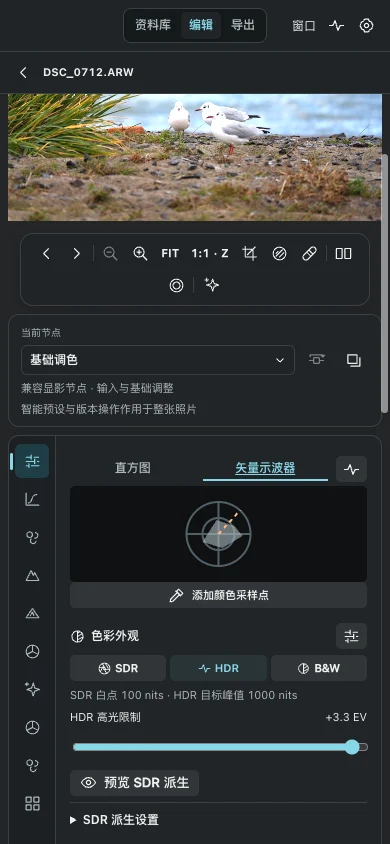 资料库 编辑 导出 窗口
DSC_0712.ARW
FIT 1:1 · Z
当前节点
基础调色
兼容显影节点 · 输入与基础调整
智能预设与版本操作作用于整张照片
直方图 矢量示波器
添加颜色采样点
色彩外观
SDR HDR B&W
SDR 白点 100 nits · HDR 目标峰值 1000 nits
HDR 高光限制 +3.3 EV
预览 SDR 派生
SDR 派生设置